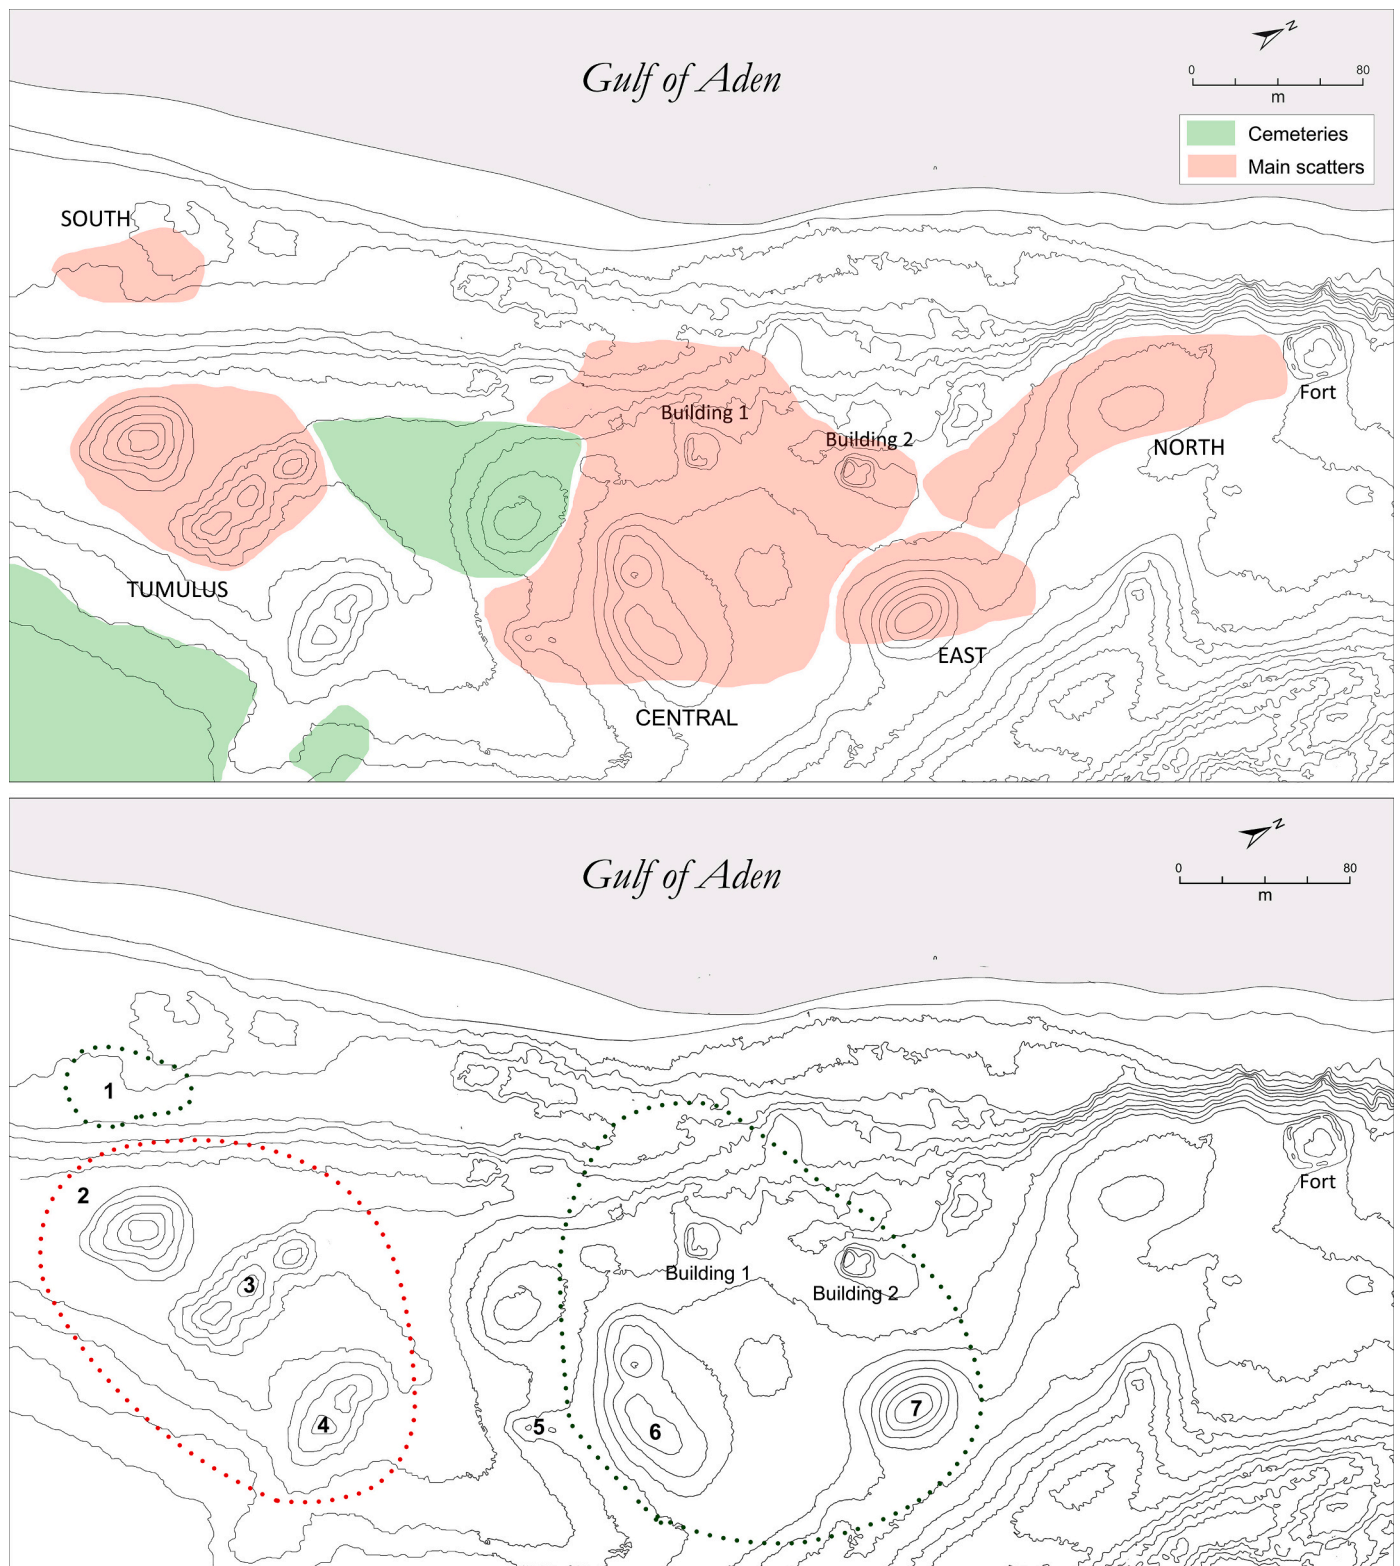 Gulf of Aden
N
0 80
m
Cemeteries
Main scatters
SOUTH
Building 1
Building 2
Fort
NORTH
TUMULUS
EAST
CENTRAL
Gulf of Aden
N
0 80
m
1
2
3
4
5
6
7
Building 1
Building 2
Fort